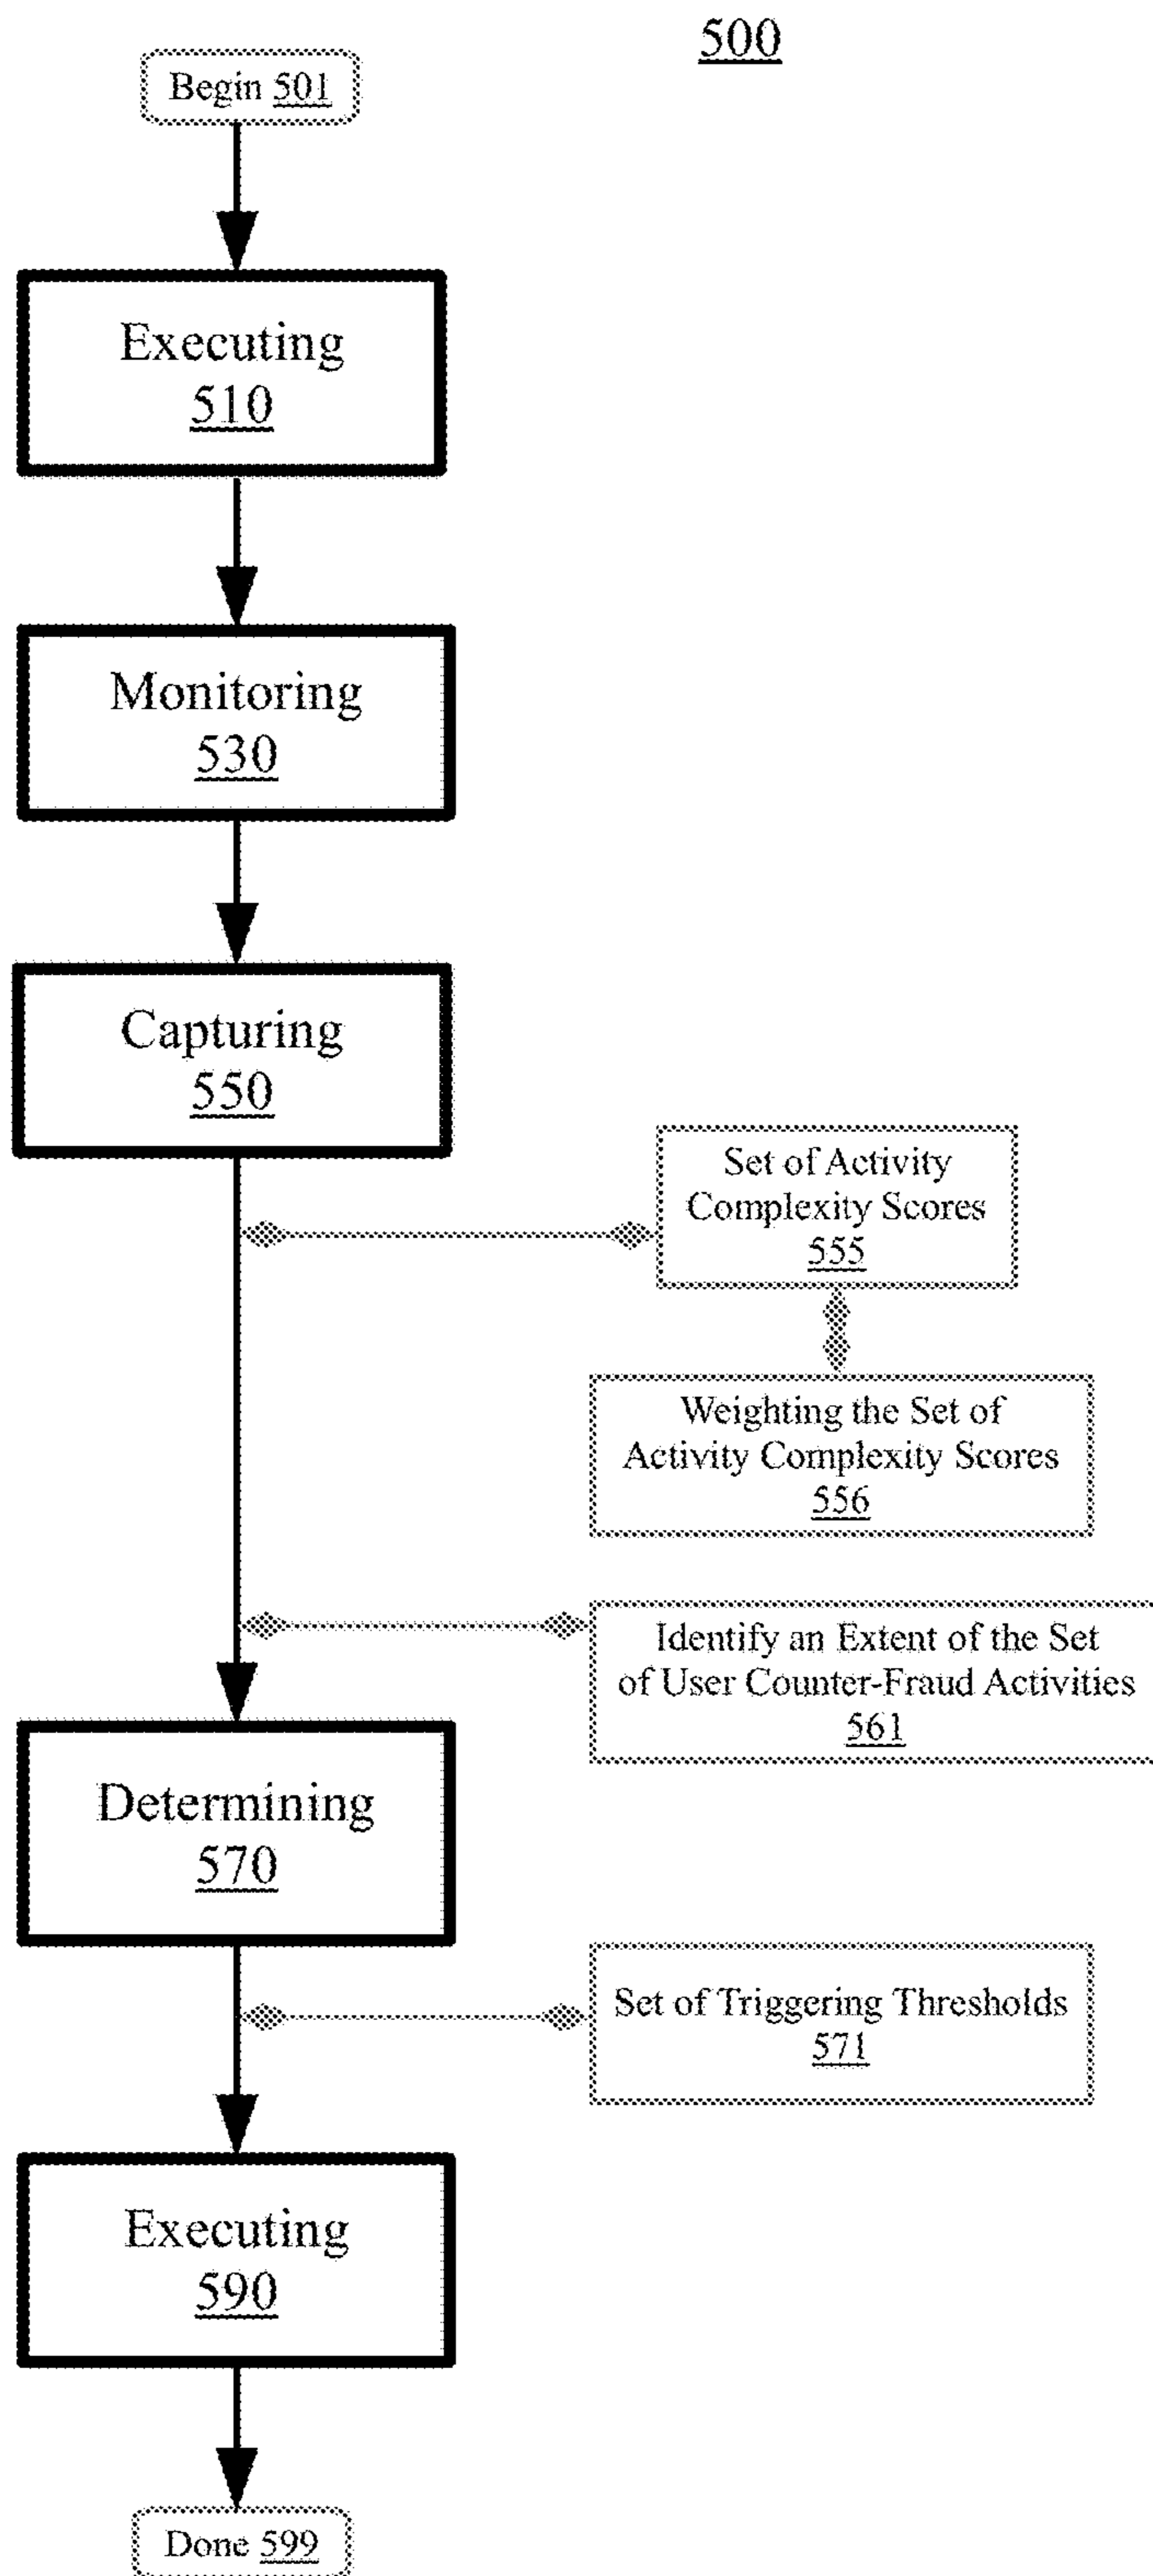 500
Begin 501
Executing
510
Monitoring
530
Capturing
550
Set of Activity
Complexity Scores
555
Weighting the Set of
Activity Complexity Scores
556
Identify an Extent of the Set
of User Counter-Fraud Activities
561
Determining
570
Set of Triggering Thresholds
571
Executing
590
Done 599